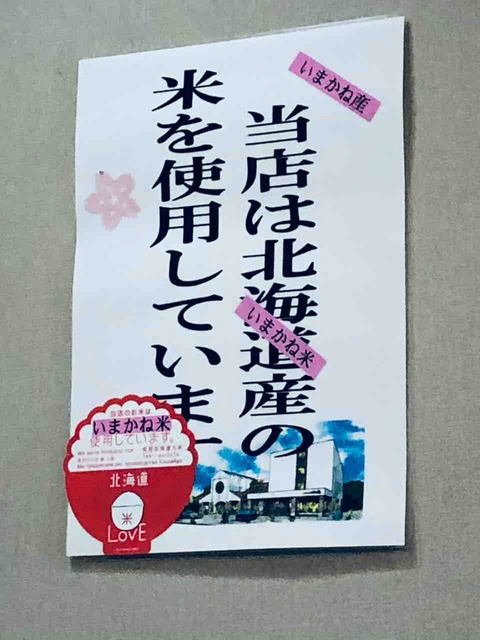 いまかね産
当店は北海道産の
いまかね米
米を使用していま
当店のお米は
いまかね米
使用しています。
北海道
米
LOVE